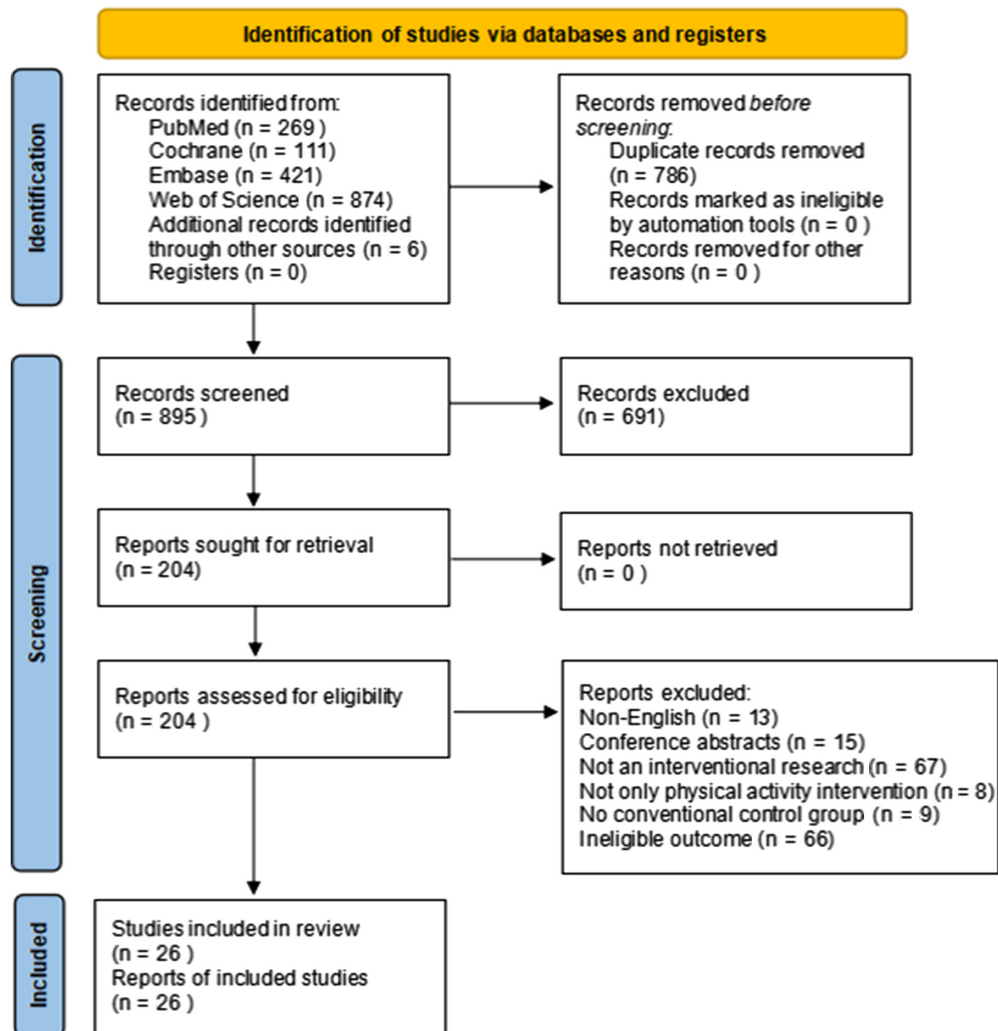 Identification of studies via databases and registers
Identification
Records identified from:
PubMed (n = 269 )
Cochrane (n = 111)
Embase (n = 421)
Web of Science (n = 874)
Additional records identified
through other sources (n = 6)
Registers (n = 0)
Records removed before
screening:
Duplicate records removed
(n = 786)
Records marked as ineligible
by automation tools (n = 0 )
Records removed for other
reasons (n = 0 )
Screening
Records screened
(n = 895 )
Records excluded
(n = 691)
Reports sought for retrieval
(n = 204)
Reports not retrieved
(n = 0 )
Reports assessed for eligibility
(n = 204 )
Reports excluded:
Non-English (n = 13)
Conference abstracts (n = 15)
Not an interventional research (n = 67)
Not only physical activity intervention (n = 8)
No conventional control group (n = 9)
Ineligible outcome (n = 66)
Included
Studies included in review
(n = 26 )
Reports of included studies
(n = 26 )